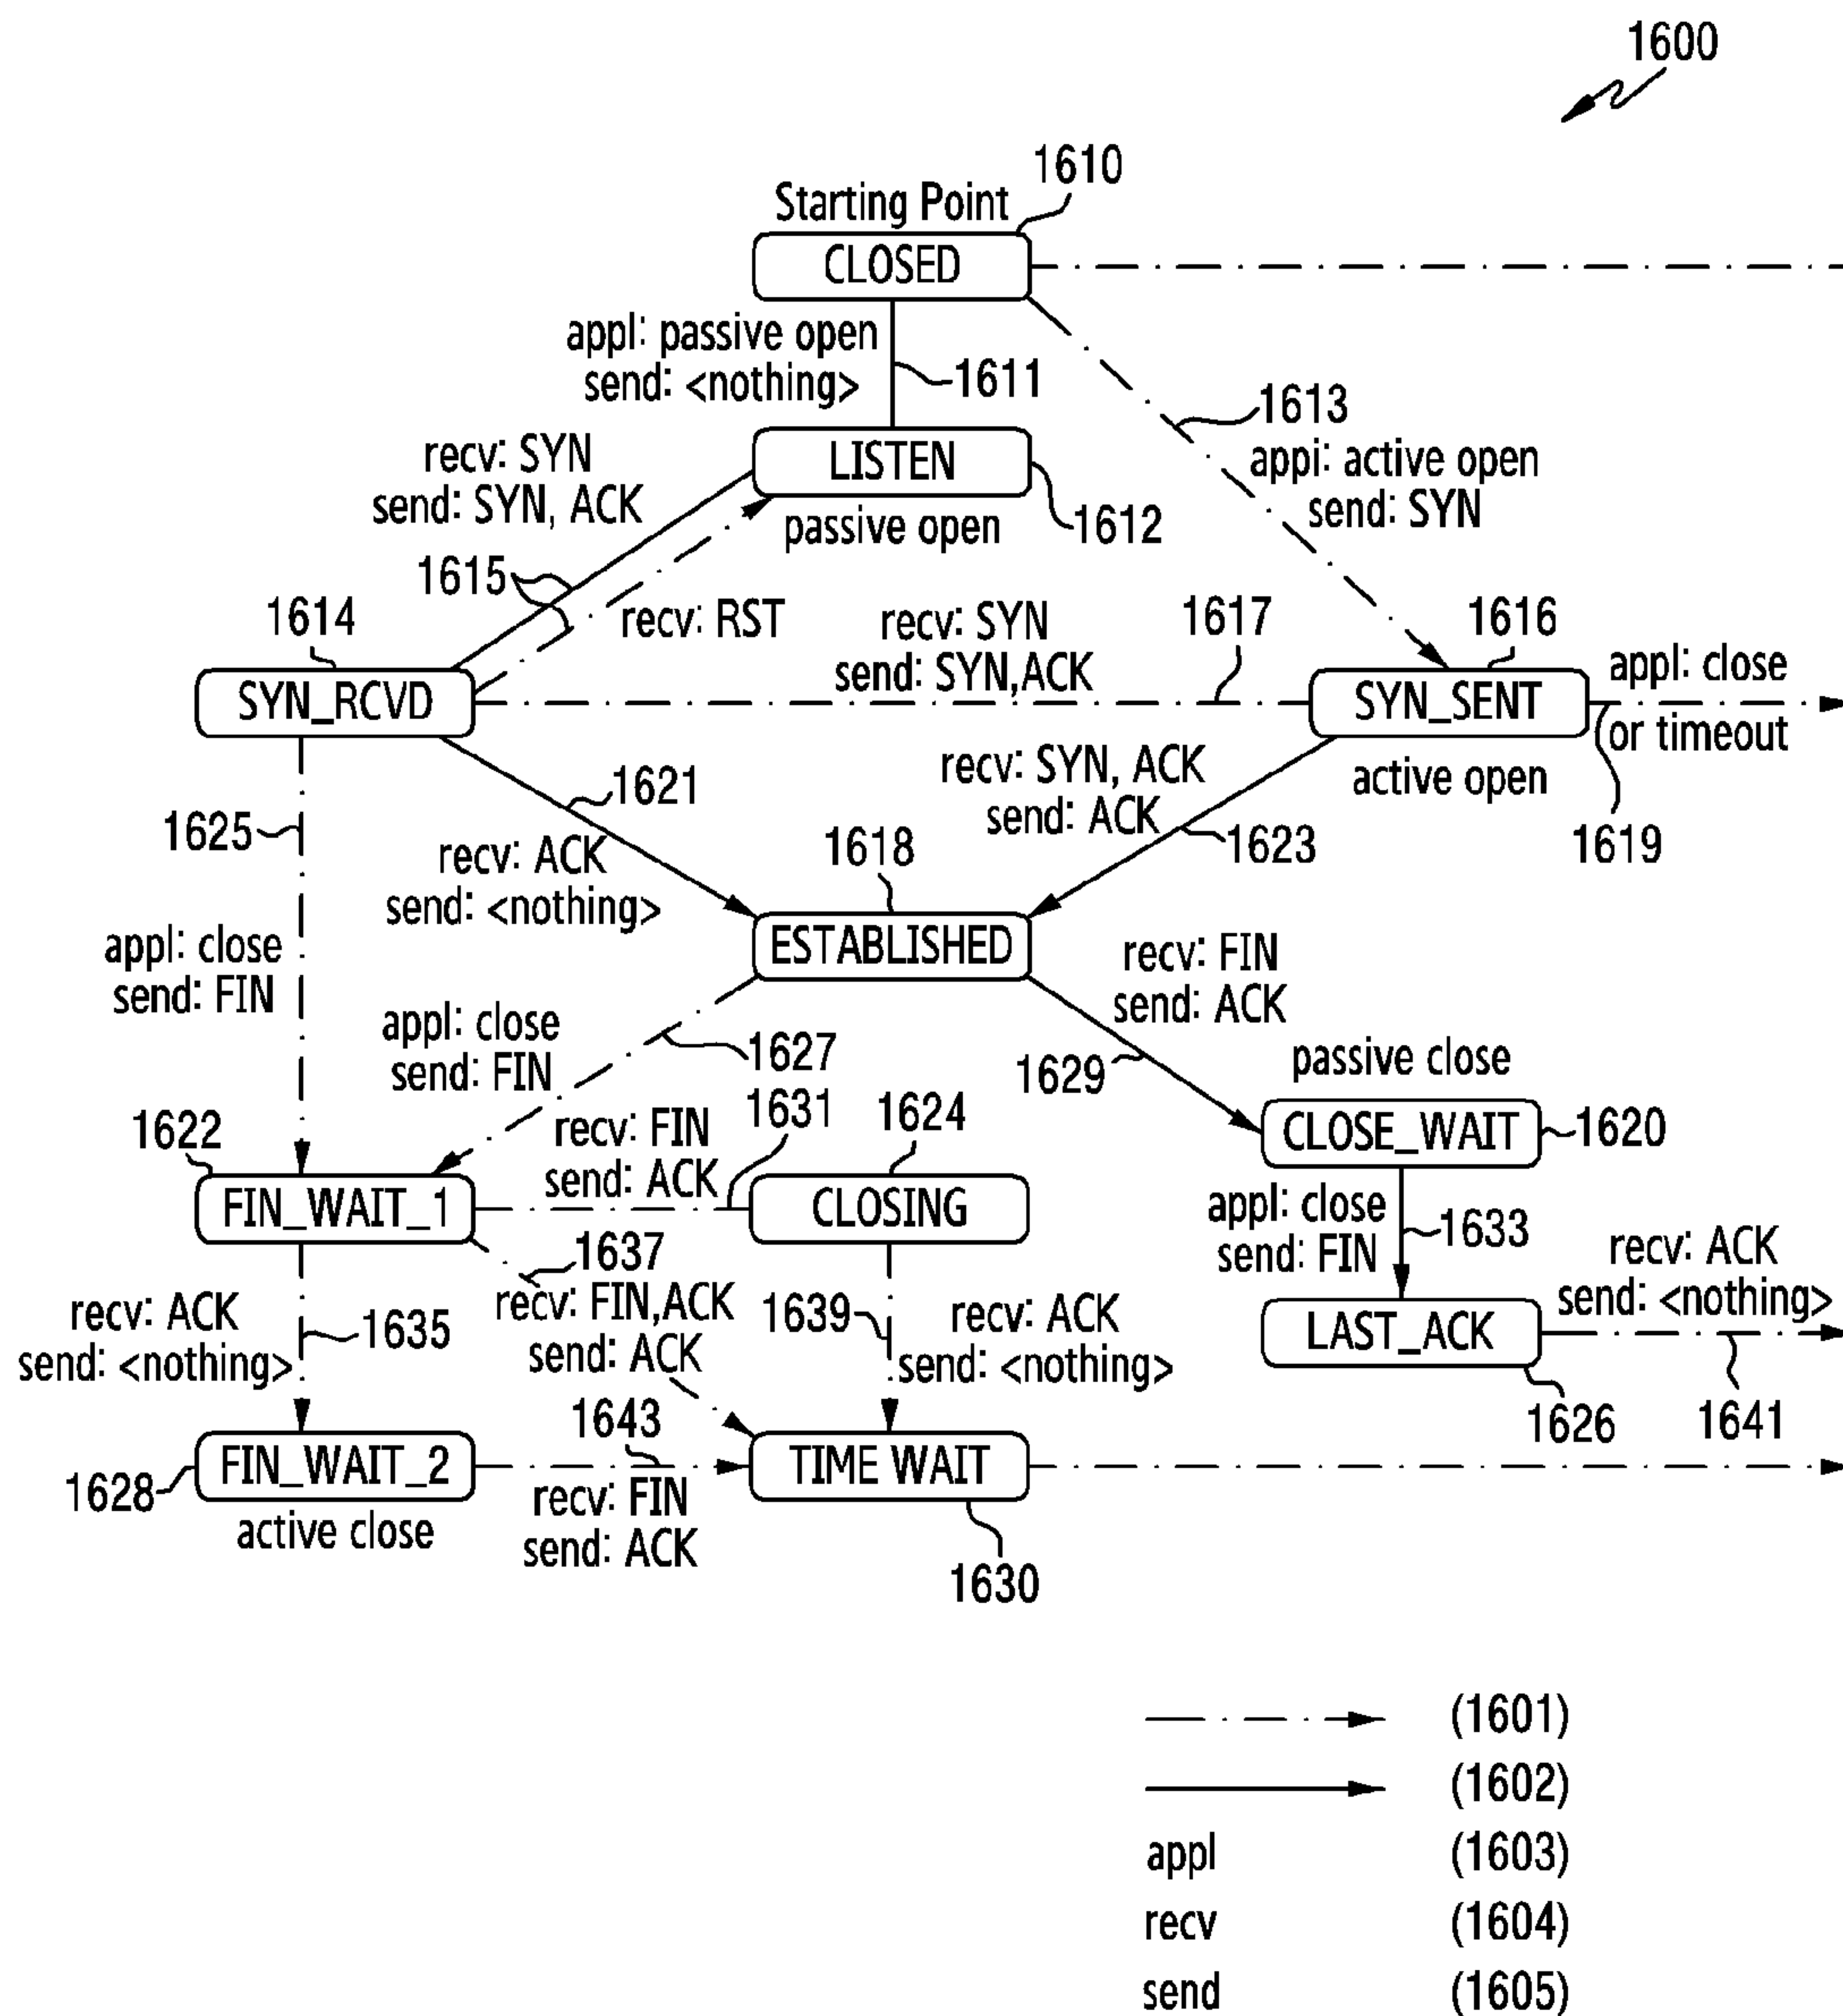 1600
1610
Starting Point
CLOSED
appl: passive open
send: <nothing>
1611
1613
appi: active open
send: SYN
recv: SYN
send: SYN, ACK
LISTEN
passive open
1612
1615
recv: RST
1614
SYN_RCVD
recv: SYN
send: SYN,ACK
1617
1616
SYN_SENT
active open
appl: close
or timeout
1619
1625
1621
recv: ACK
send: <nothing>
recv: SYN, ACK
send: ACK
1623
1618
ESTABLISHED
appl: close
send: FIN
appl: close
send: FIN
1627
recv: FIN
send: ACK
1629
passive close
CLOSE_WAIT
1620
1622
FIN_WAIT_1
recv: FIN
send: ACK
1631
1624
CLOSING
appl: close
send: FIN
1633
1637
recv: FIN,ACK
send: ACK
recv: ACK
send: <nothing>
1635
1639
recv: ACK
send: <nothing>
LAST_ACK
1626
recv: ACK
send: <nothing>
1641
1628
FIN_WAIT_2
active close
1643
recv: FIN
send: ACK
TIME WAIT
1630
(1601)
(1602)
appl (1603)
recv (1604)
send (1605)